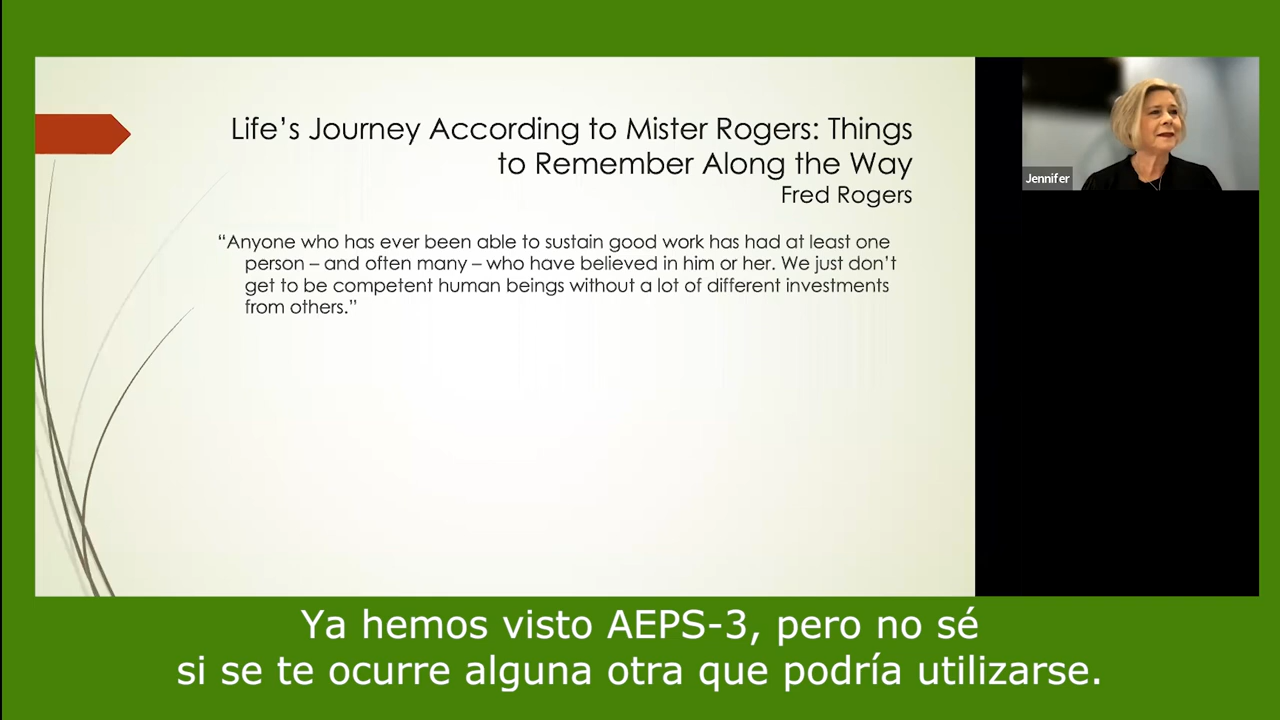 Life's Journey According to Mister Rogers: Things
to Remember Along the Way
Fred Rogers
“Anyone who has ever been able to sustain good work has had at least one
person – and often many – who have believed in him or her. We just don't
get to be competent human beings without a lot of different investments
from others.”
Jennifer
Ya hemos visto AEPS-3, pero no sé
si se te ocurre alguna otra que podría utilizarse.